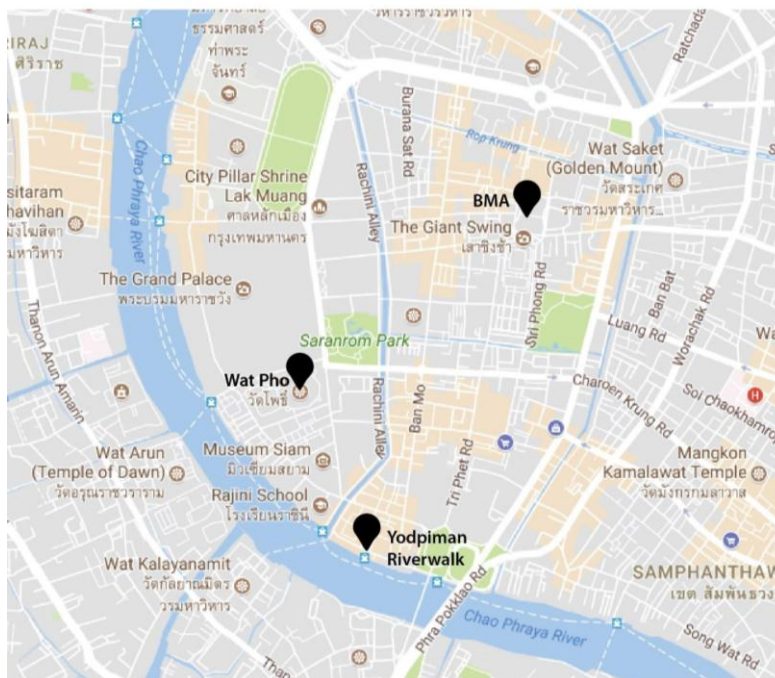 ธรรมศาสตร์
ท่าพระ
จันทร์
RIRAJ
ศิริราช
Chao Phraya River
Burana Sat Rd
Rop Krung
Ratchada
Wat Saket
(Golden Mount)
วัดสระเกศ
ราชวรมหาวิหาร...
City Pillar Shrine
Lak Muang
ศาลหลักเมือง
กรุงเทพมหานคร
Rachini Alley
BMA
The Giant Swing
เสาชิงช้า
sitaram
havihan
มหาวิหาร
The Grand Palace
พระบรมมหาราชวัง
Siri Phong Rd
Ban Bat
Luang Rd
Worachak Rd
Thanon Arun Amarin
Saranrom Park
Wat Pho
วัดโพธิ์
Rachini Alley
Ban Mo
Charoen Krung Rd
Soi Chaokhamrop
H
Wat Arun
(Temple of Dawn)
วัดอรุณราชวราราม
Museum Siam
มิวเซียมสยาม
Tri Phet Rd
Mangkon
Kamalawat Temple
วัดมังกรกมลาวาส
Rajini School
โรงเรียนราชินี
Yodpiman
Riverwalk
Wat Kalayanamit
วัดกัลยาณมิตร
วรมหาวิหาร
SAMPHANTHAW
เขต สัมพันธวง
Phra Pokklao Rd
Chao Phraya River
Song Wat Rd
Than